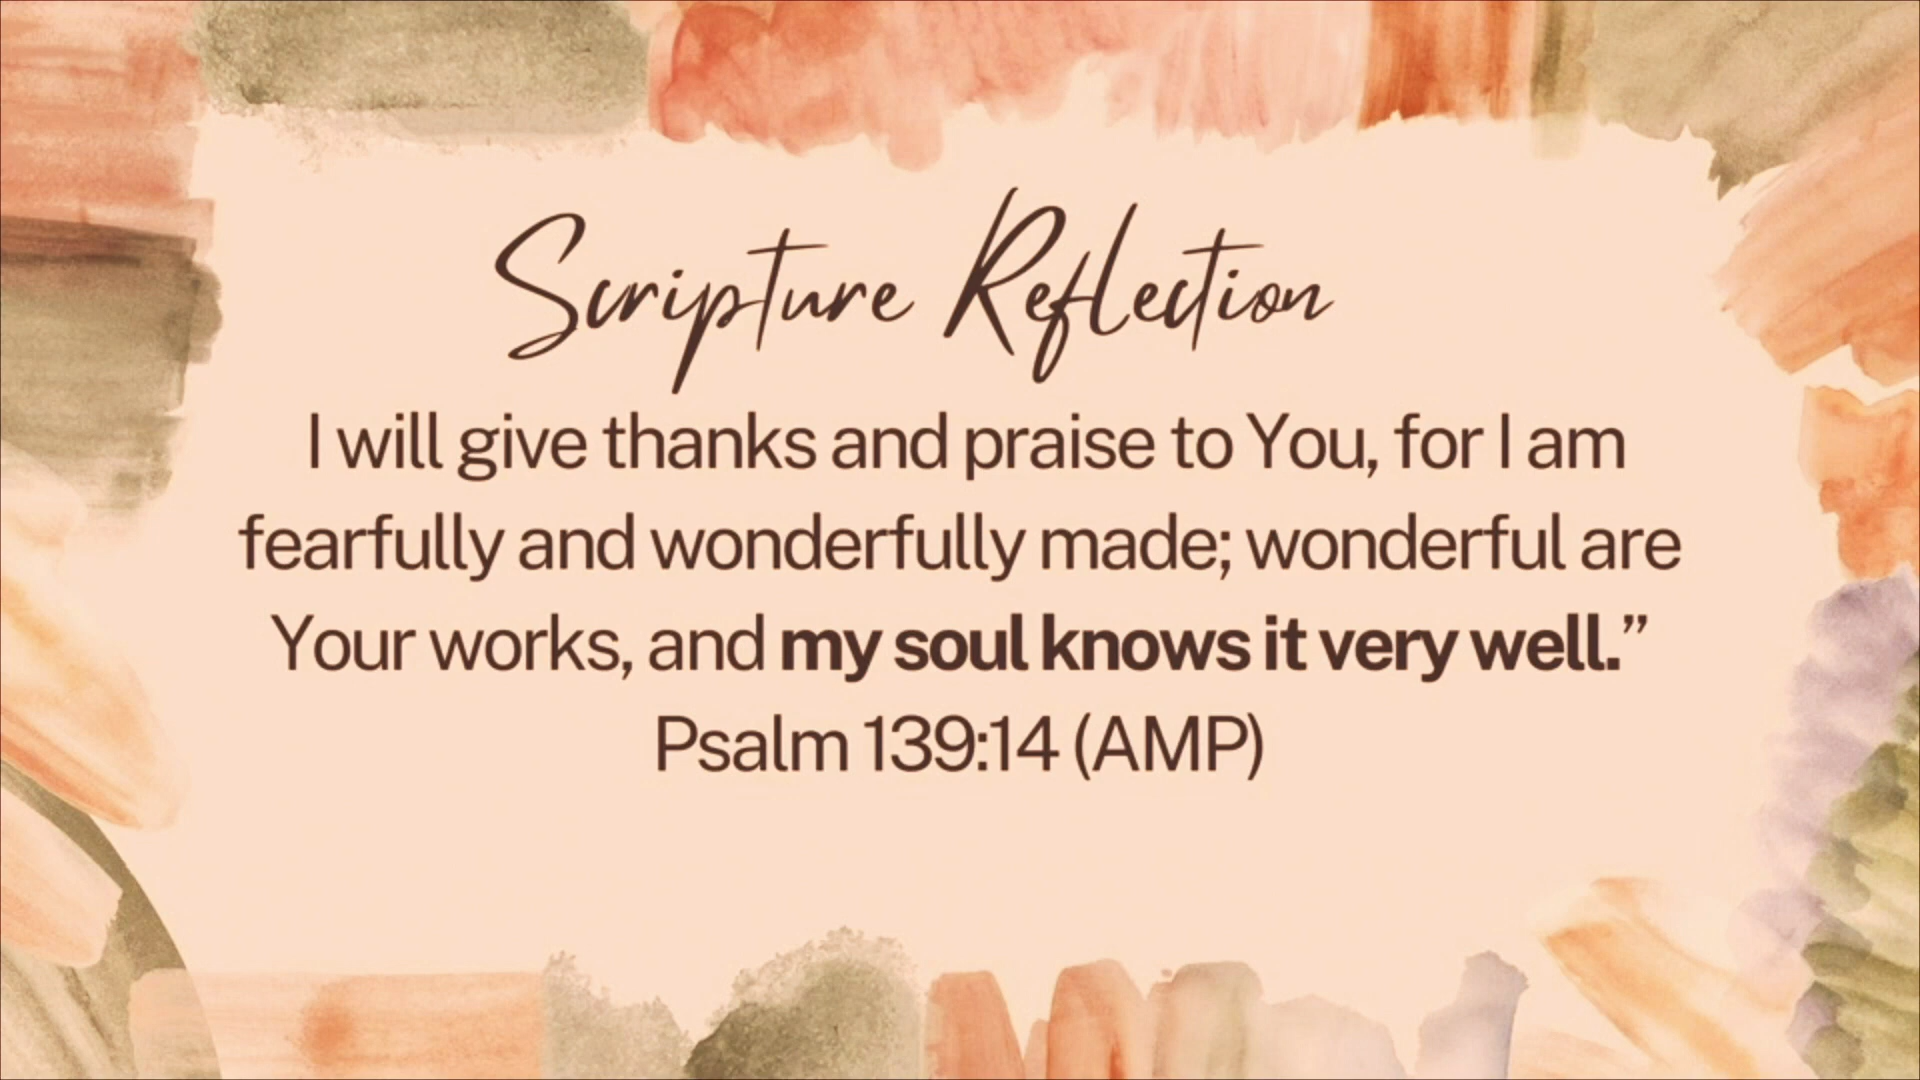 Scripture Reflection
I will give thanks and praise to You, for I am
fearfully and wonderfully made; wonderful are
Your works, and my soul knows it very well.”
Psalm 139:14 (AMP)